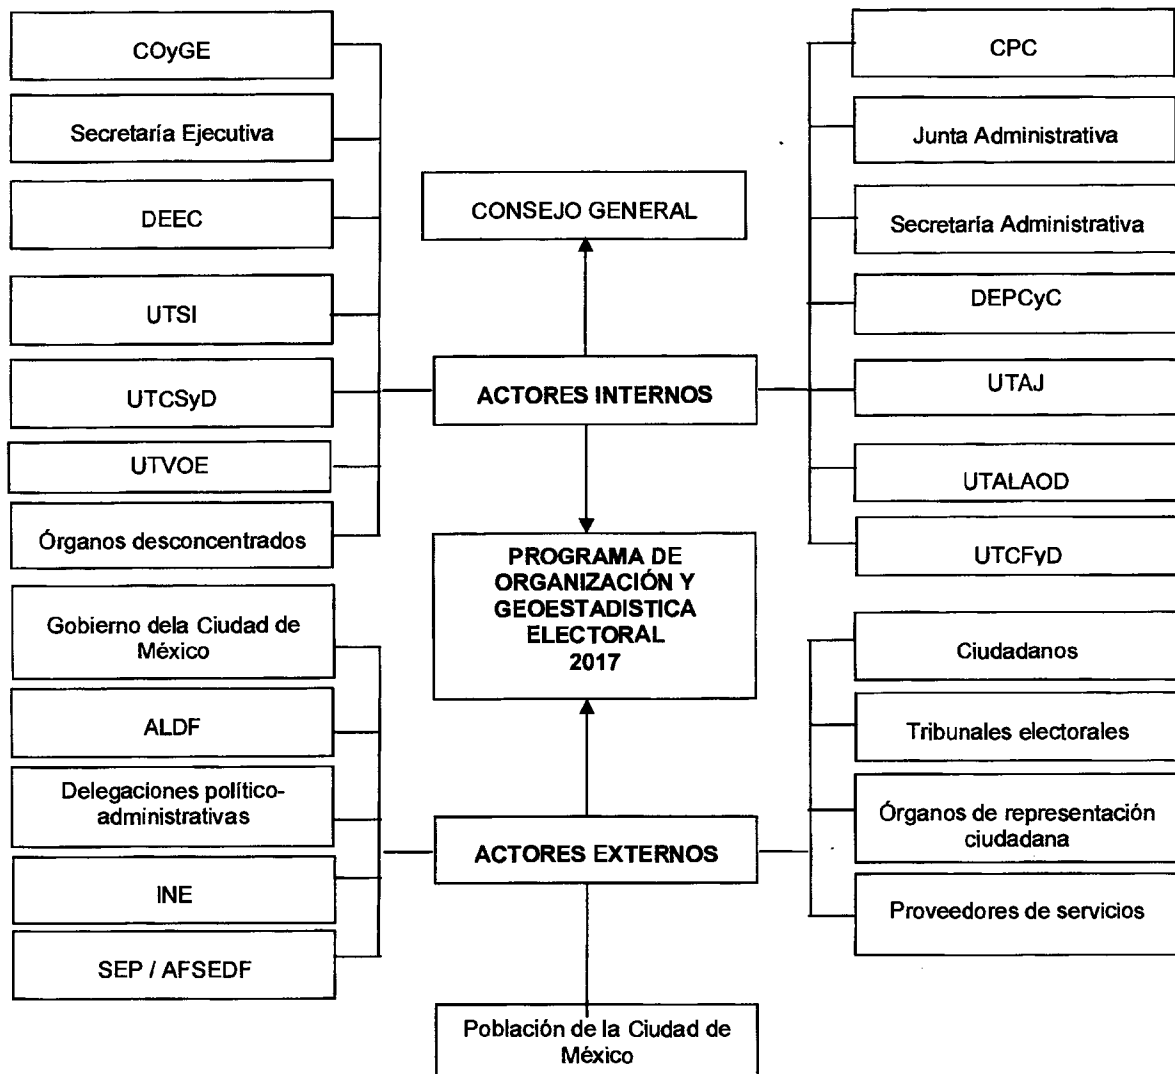 COyGE
Secretaría Ejecutiva
DEEC
UTSI
UTCSyD
UTVOE
Órganos desconcentrados
Gobierno dela Ciudad de
México
ALDF
Delegaciones político-
administrativas
INE
SEP / AFSEDF
CONSEJO GENERAL
ACTORES INTERNOS
PROGRAMA DE
ORGANIZACIÓN Y
GEOESTADISTICA
ELECTORAL
2017
ACTORES EXTERNOS
Población de la Ciudad de
México
CPC
Junta Administrativa
Secretaría Administrativa
DEPCyC
UTAJ
UTALAOD
UTCFyD
Ciudadanos
Tribunales electorales
Órganos de representación
ciudadana
Proveedores de servicios